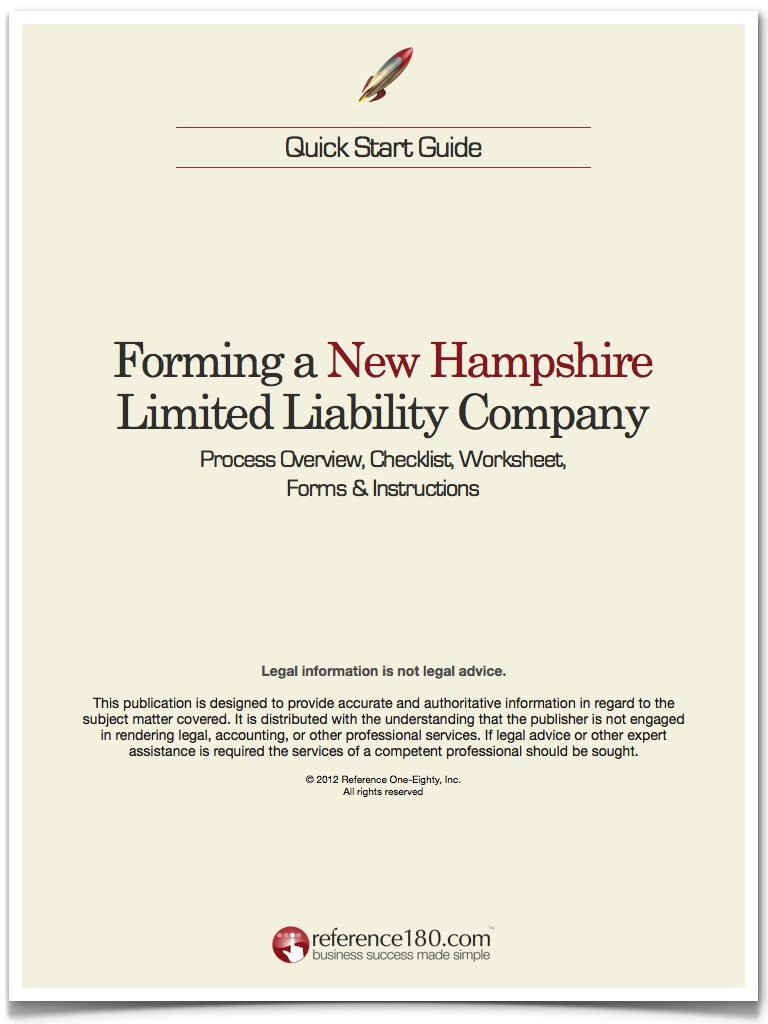 Quick Start Guide
Forming a New Hampshire
Limited Liability Company
Process Overview, Checklist, Worksheet,
Forms & Instructions
Legal information is not legal advice.
This publication is designed to provide accurate and authoritative information in regard to the
subject matter covered. It is distributed with the understanding that the publisher is not engaged
in rendering legal, accounting, or other professional services. If legal advice or other expert
assistance is required the services of a competent professional should be sought.
© 2012 Reference One-Eighty, Inc.
All rights reserved
reference180.com™
business success made simple